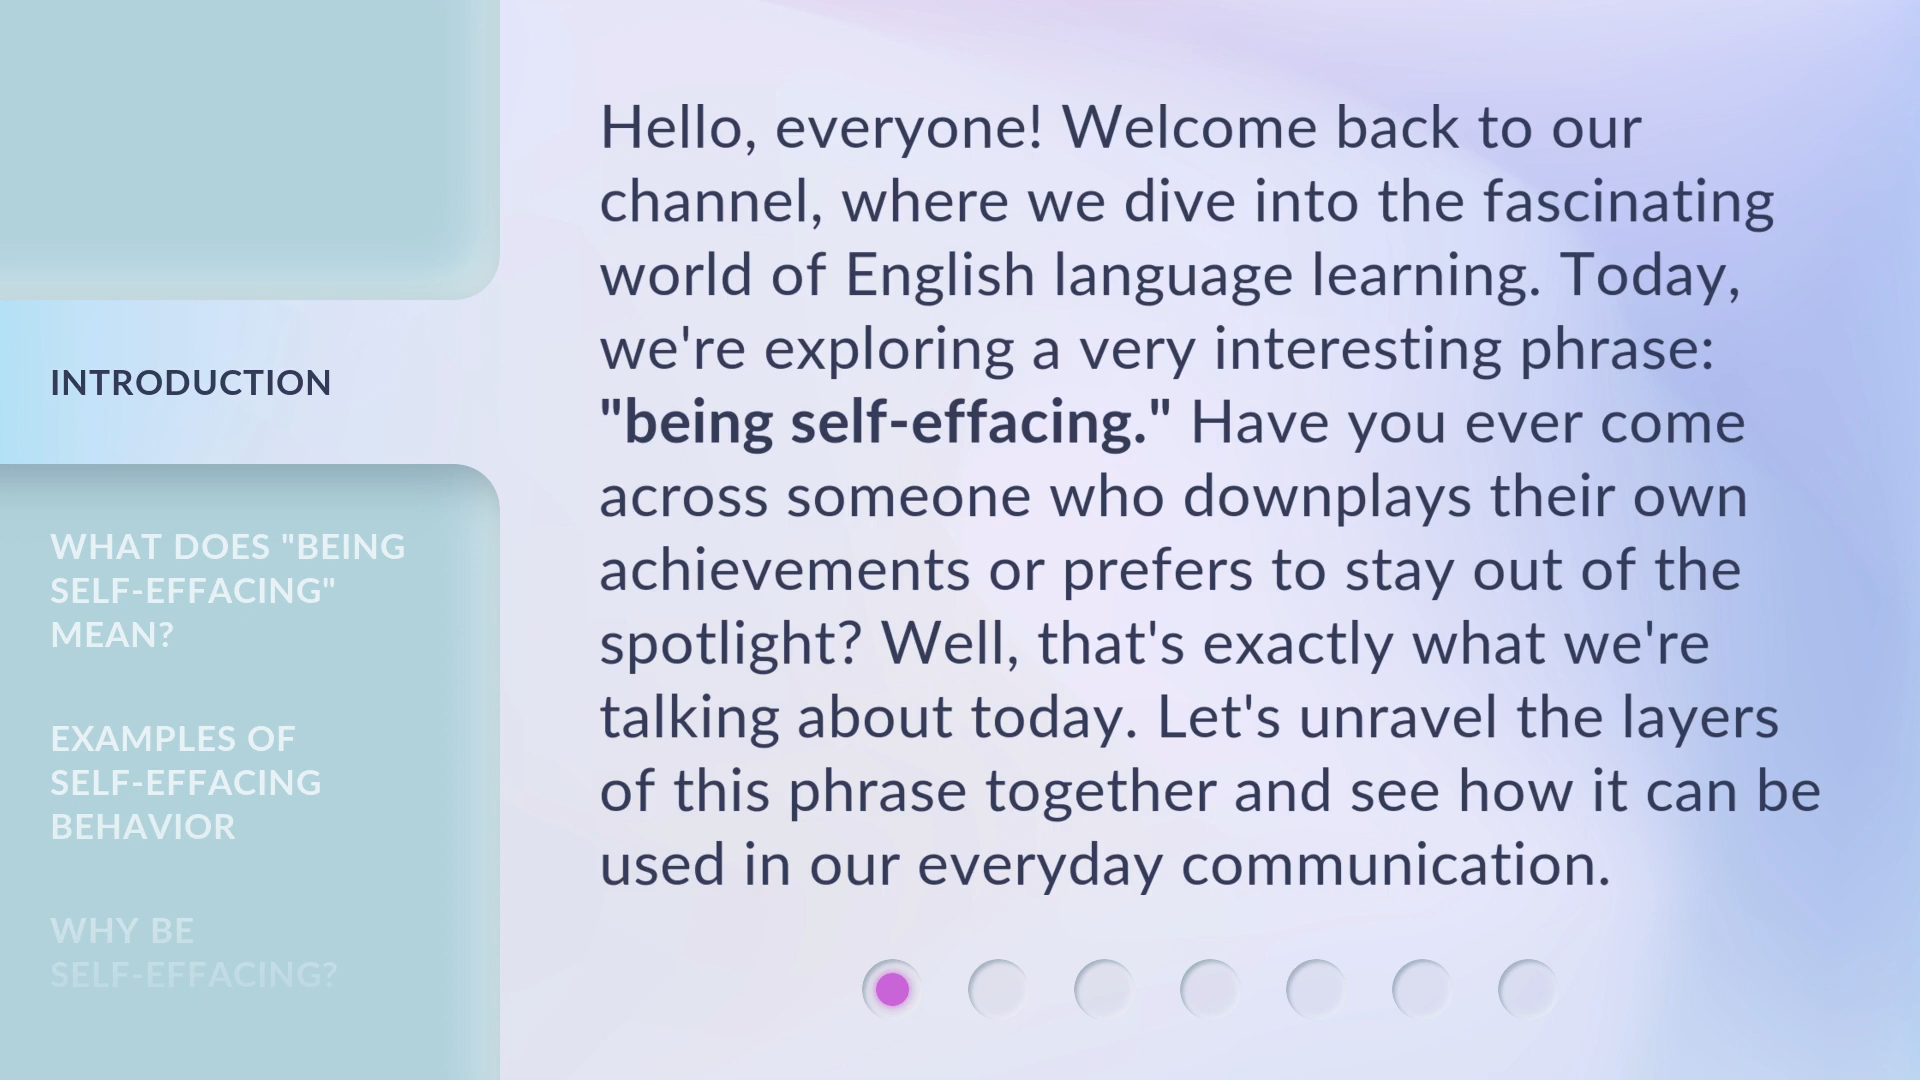 INTRODUCTION
WHAT DOES "BEING
SELF-EFFACING"
MEAN?
EXAMPLES OF
SELF-EFFACING
BEHAVIOR
WHY BE
SELF-EFFACING?
Hello, everyone! Welcome back to our
channel, where we dive into the fascinating
world of English language learning. Today,
we're exploring a very interesting phrase:
"being self-effacing." Have you ever come
across someone who downplays their own
achievements or prefers to stay out of the
spotlight? Well, that's exactly what we're
talking about today. Let's unravel the layers
of this phrase together and see how it can be
used in our everyday communication.